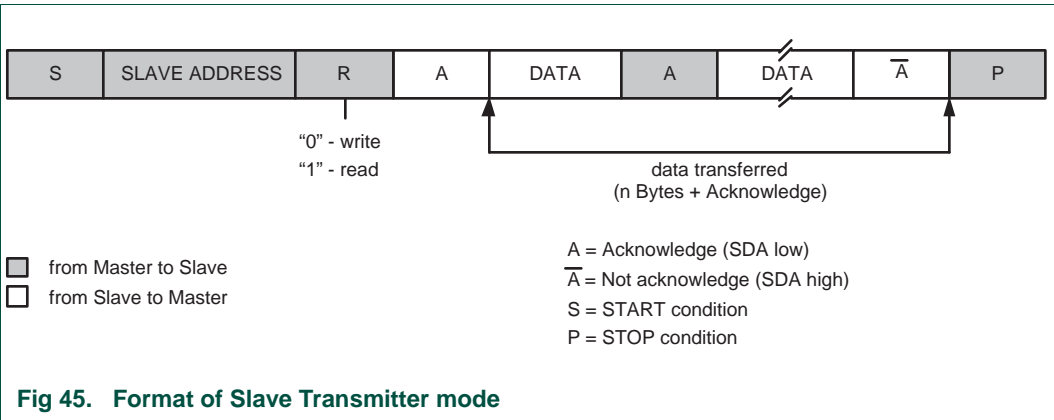 S SLAVE ADDRESS R A DATA A DATA A̅ P
“0” - write
“1” - read
data transferred
(n Bytes + Acknowledge)
from Master to Slave
from Slave to Master
A = Acknowledge (SDA low)
A̅ = Not acknowledge (SDA high)
S = START condition
P = STOP condition
Fig 45. Format of Slave Transmitter mode